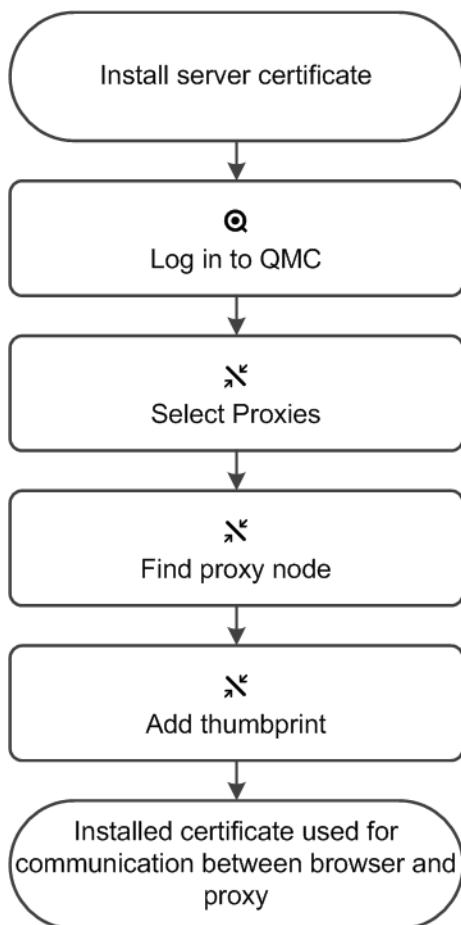 Install server certificate
Log in to QMC
Select Proxies
Find proxy node
Add thumbprint
Installed certificate used for
communication between browser and
proxy